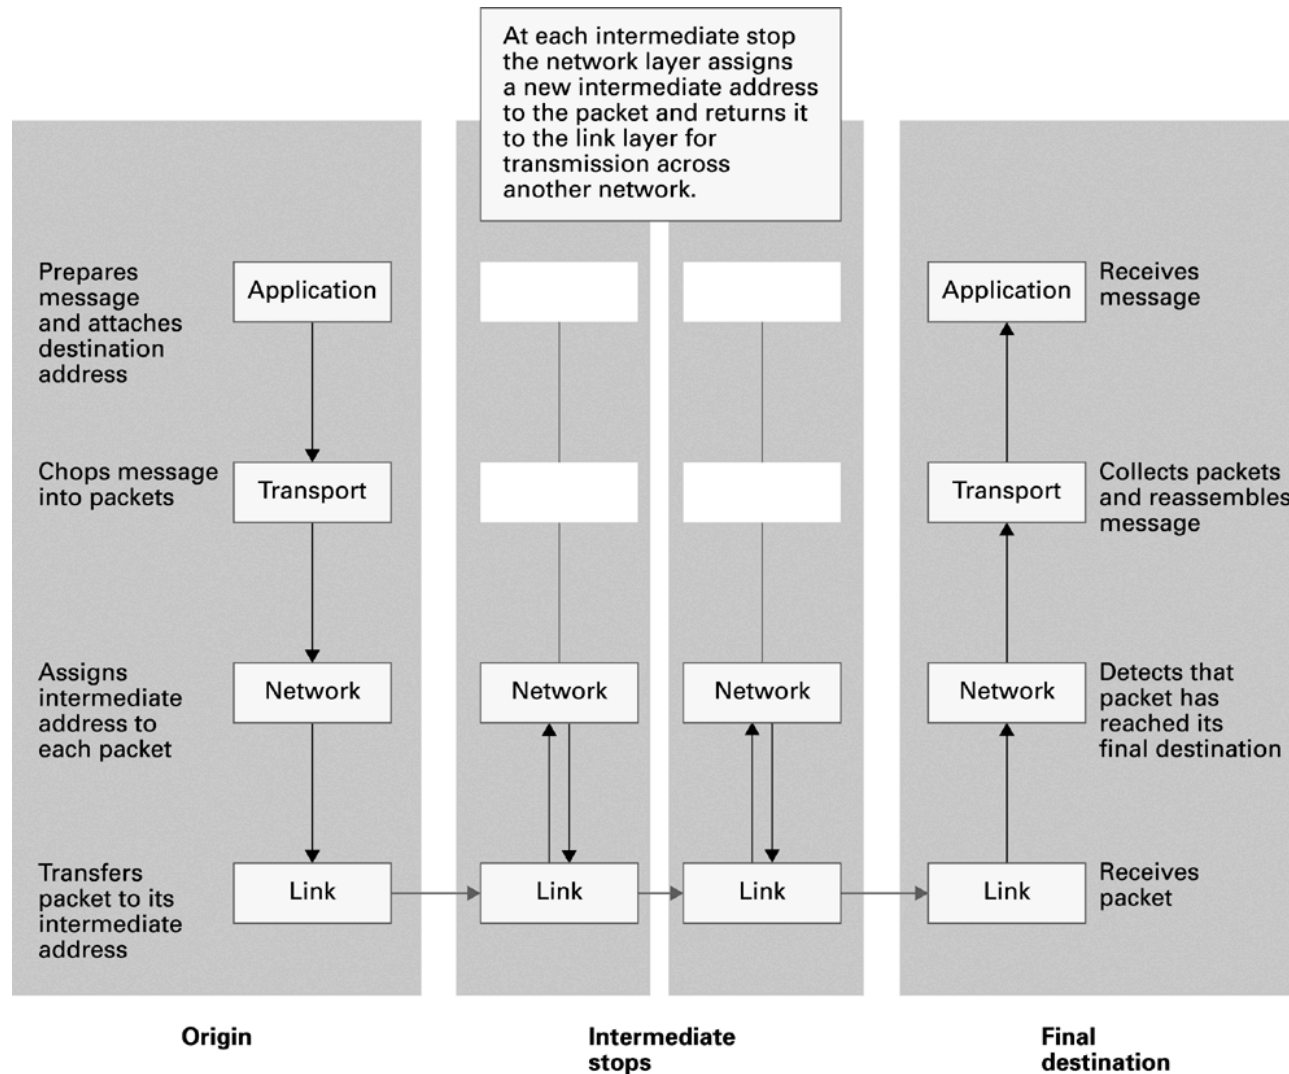 At each intermediate stop
the network layer assigns
a new intermediate address
to the packet and returns it
to the link layer for
transmission across
another network.
Prepares
message
and attaches
destination
address
Application
Application
Receives
message
Chops message
into packets
Transport
Transport
Collects packets
and reassembles
message
Assigns
intermediate
address to
each packet
Network
Network
Network
Network
Detects that
packet has
reached its
final destination
Transfers
packet to its
intermediate
address
Link
Link
Link
Link
Receives
packet
Origin
Intermediate
stops
Final
destination